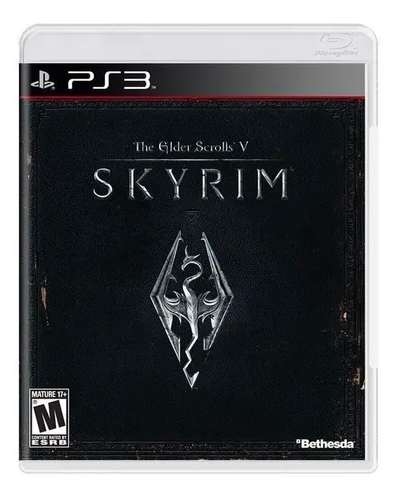 Blu-ray Disc
PS3
The Elder Scrolls V
SKYRIM
MATURE 17+
M
CONTENT RATED BY
ESRB
Bethesda